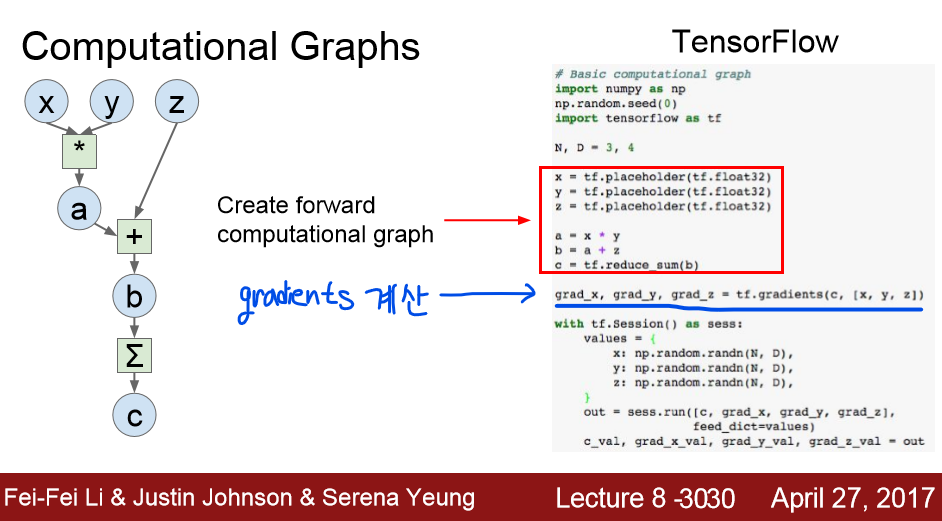 Computational Graphs
TensorFlow
x y z
*
a
+
b
Σ
c
Create forward
computational graph
gradients 계산
# Basic computational graph
import numpy as np
np.random.seed(0)
import tensorflow as tf
N, D = 3, 4
x = tf.placeholder(tf.float32)
y = tf.placeholder(tf.float32)
z = tf.placeholder(tf.float32)
a = x * y
b = a + z
c = tf.reduce_sum(b)
grad_x, grad_y, grad_z = tf.gradients(c, [x, y, z])
with tf.Session() as sess:
    values = {
        x: np.random.randn(N, D),
        y: np.random.randn(N, D),
        z: np.random.randn(N, D),
    }
    out = sess.run([c, grad_x, grad_y, grad_z],
                   feed_dict=values)
    c_val, grad_x_val, grad_y_val, grad_z_val = out
Fei-Fei Li & Justin Johnson & Serena Yeung
Lecture 8 -3030
April 27, 2017